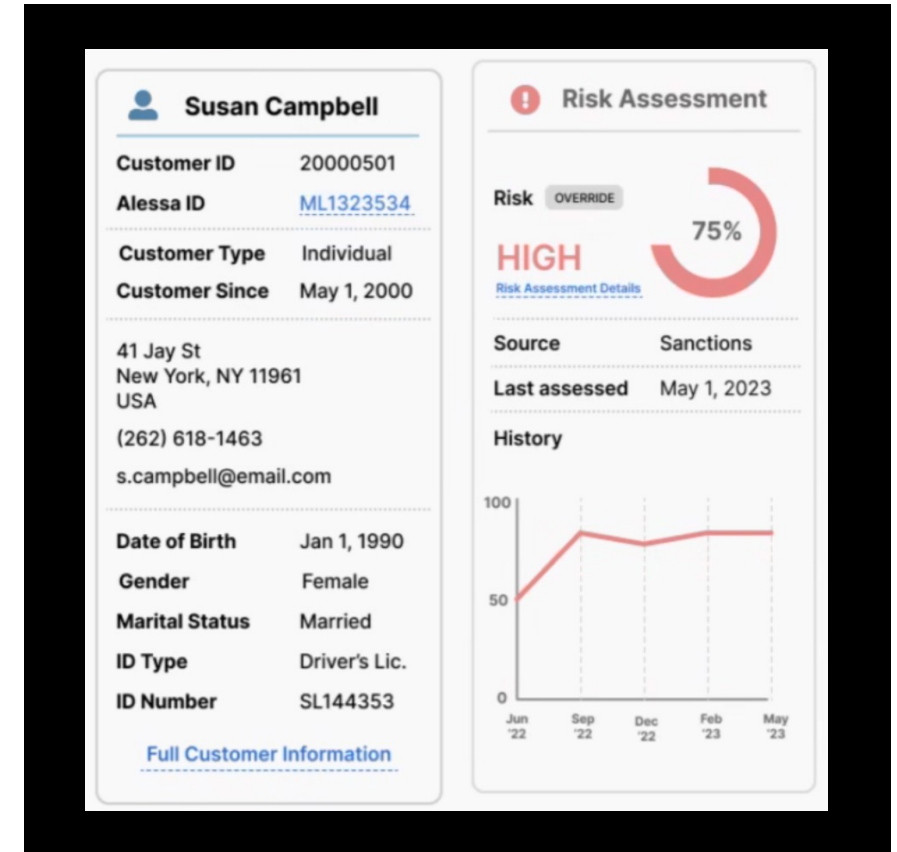 Susan Campbell
Customer ID 20000501
Alessa ID ML1323534
Customer Type Individual
Customer Since May 1, 2000
41 Jay St
New York, NY 11961
USA
(262) 618-1463
s.campbell@email.com
Date of Birth Jan 1, 1990
Gender Female
Marital Status Married
ID Type Driver's Lic.
ID Number SL144353
Full Customer Information
Risk Assessment
Risk OVERRIDE
75%
HIGH
Risk Assessment Details
Source Sanctions
Last assessed May 1, 2023
History
100
50
0
Jun Sep Dec Feb May
'22 '22 '22 '23 '23